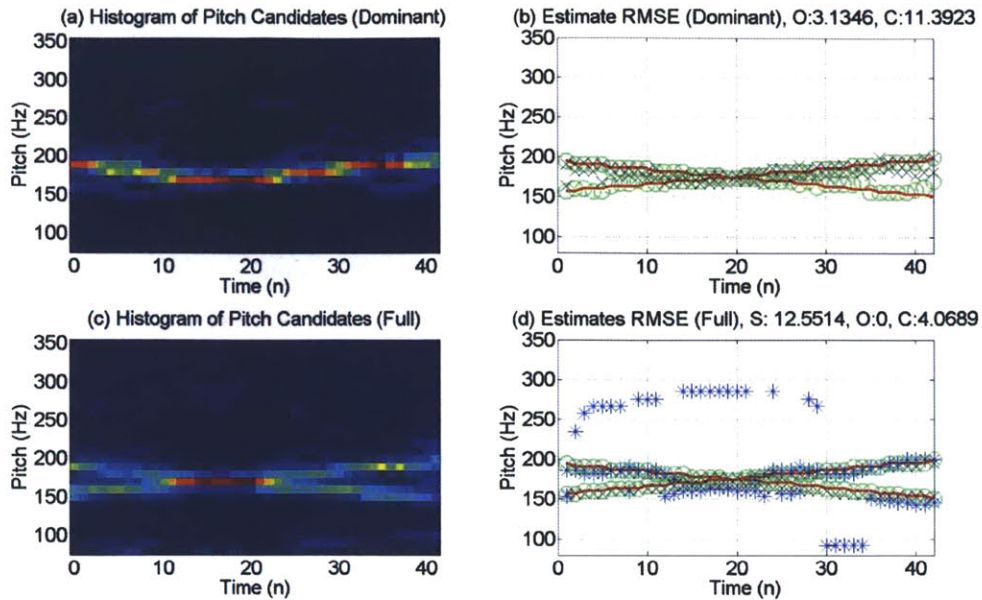 (a) Histogram of Pitch Candidates (Dominant)
350
300
250
200
150
100
Pitch (Hz)
0 10 20 30 40
Time (n)
(b) Estimate RMSE (Dominant), O:3.1346, C:11.3923
350
300
250
200
150
100
Pitch (Hz)
0 10 20 30 40
Time (n)
(c) Histogram of Pitch Candidates (Full)
350
300
250
200
150
100
Pitch (Hz)
0 10 20 30 40
Time (n)
(d) Estimates RMSE (Full), S: 12.5514, O:0, C:4.0689
350
300
250
200
150
100
Pitch (Hz)
0 10 20 30 40
Time (n)